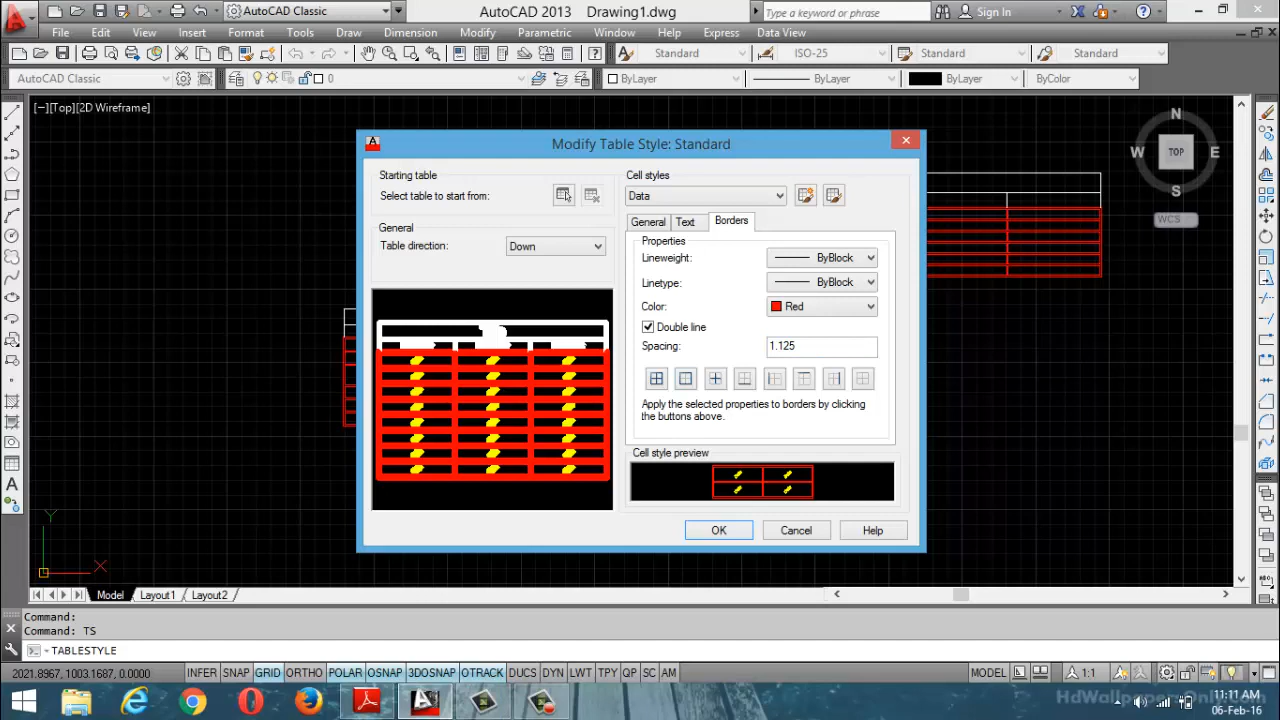 AutoCAD Classic
AutoCAD 2013 Drawing1.dwg
Type a keyword or phrase
Sign In
File Edit View Insert Format Tools Draw Dimension Modify Parametric Window Help Express Data View
Standard ISO-25 Standard Standard
AutoCAD Classic 0 ByLayer ByLayer ByLayer ByColor
[−][Top][2D Wireframe]
N
W TOP E
S
WCS
Modify Table Style: Standard
Starting table
Select table to start from:
General
Table direction: Down
Cell styles
Data
General Text Borders
Properties
Lineweight: ByBlock
Linetype: ByBlock
Color: Red
Double line
Spacing: 1.125
Apply the selected properties to borders by clicking
the buttons above.
Cell style preview
OK Cancel Help
Y
X
Model Layout1 Layout2
Command:
Command: TS
TABLESTYLE
2021.8967, 1003.1687, 0.0000 INFER SNAP GRID ORTHO POLAR OSNAP 3DOSNAP OTRACK DUCS DYN LWT TPY QP SC AM MODEL 1:1
HdWallpapersOnly.com
11:11 AM
06-Feb-16